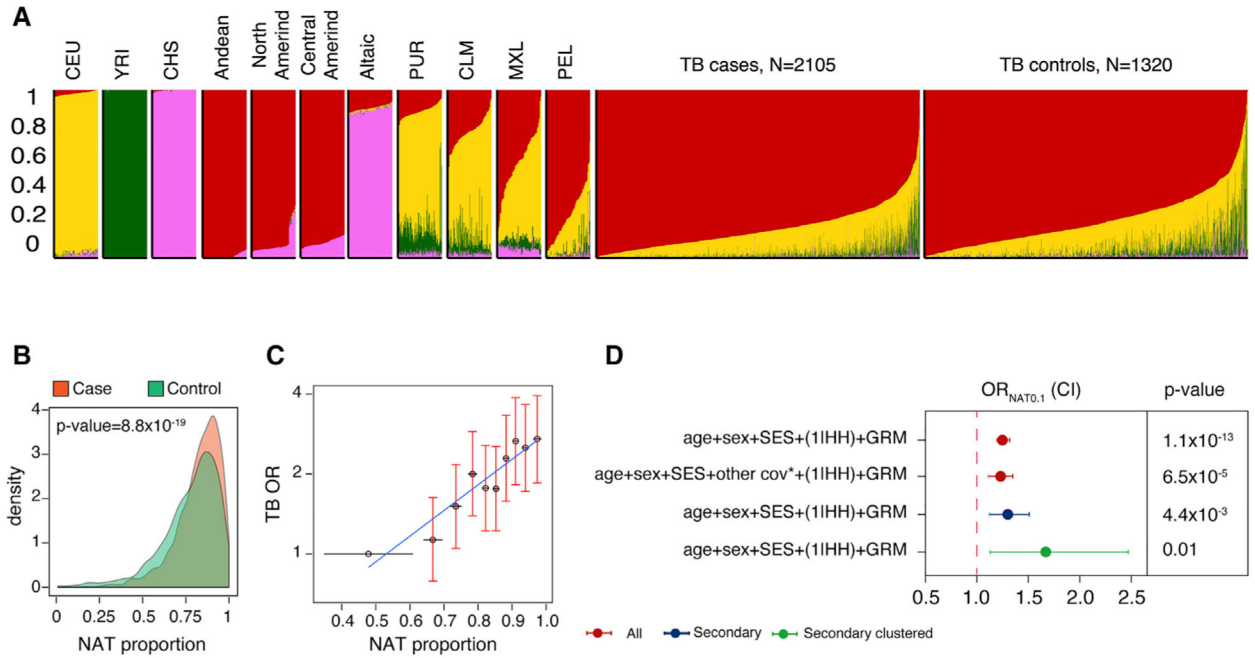 A
CEU
YRI
CHS
Andean
North
Amerind
Central
Amerind
Altaic
PUR
CLM
MXL
PEL
TB cases, N=2105
TB controls, N=1320
1
0.8
0.6
0.4
0.2
0
B
Case
Control
p-value=8.8x10⁻¹⁹
density
4
3
2
1
0
0 0.25 0.5 0.75 1
NAT proportion
C
TB OR
4
2
1
0.4 0.5 0.6 0.7 0.8 0.9 1.0
NAT proportion
D
OR_NAT0.1 (CI)
p-value
age+sex+SES+(1|HH)+GRM
1.1x10⁻¹³
age+sex+SES+other cov*+(1|HH)+GRM
6.5x10⁻⁵
age+sex+SES+(1|HH)+GRM
4.4x10⁻³
age+sex+SES+(1|HH)+GRM
0.01
0.5 1.0 1.5 2.0 2.5
All
Secondary
Secondary clustered